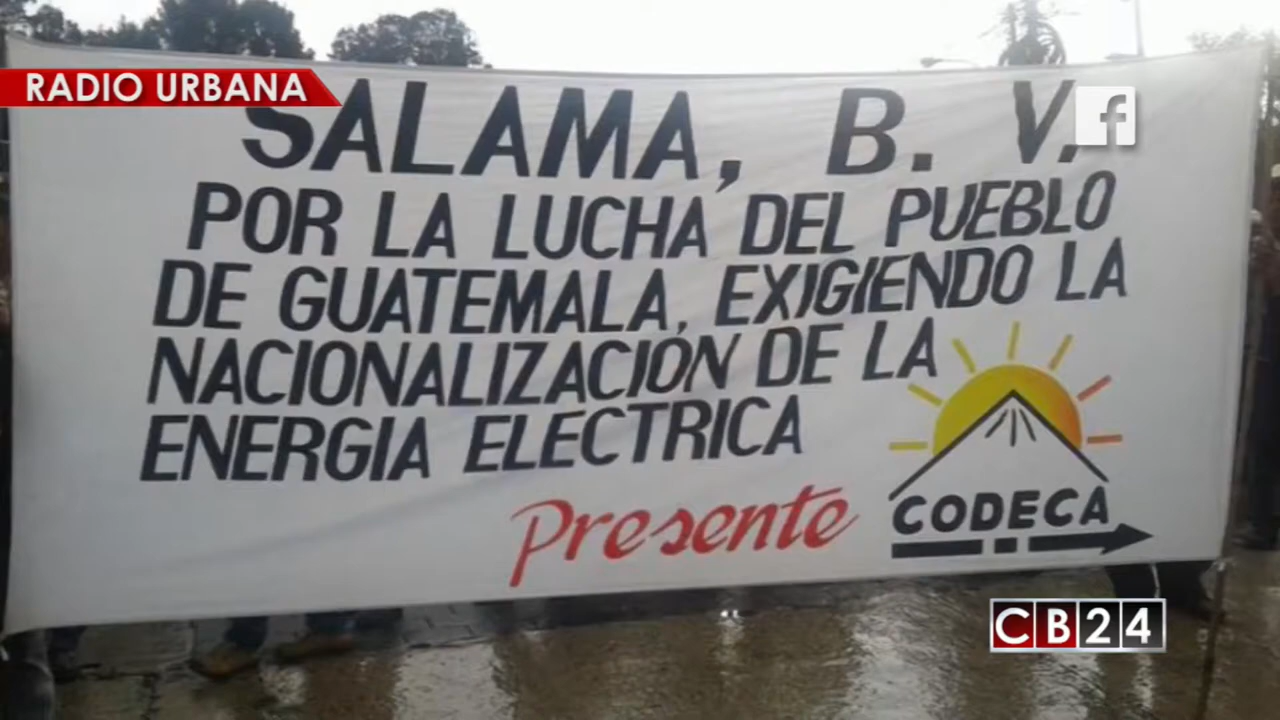 RADIO URBANA
SALAMA, B. V.
f
POR LA LUCHA DEL PUEBLO
DE GUATEMALA, EXIGIENDO LA
NACIONALIZACIÓN DE LA
ENERGIA ELECTRICA
Presente
CODECA
CB24